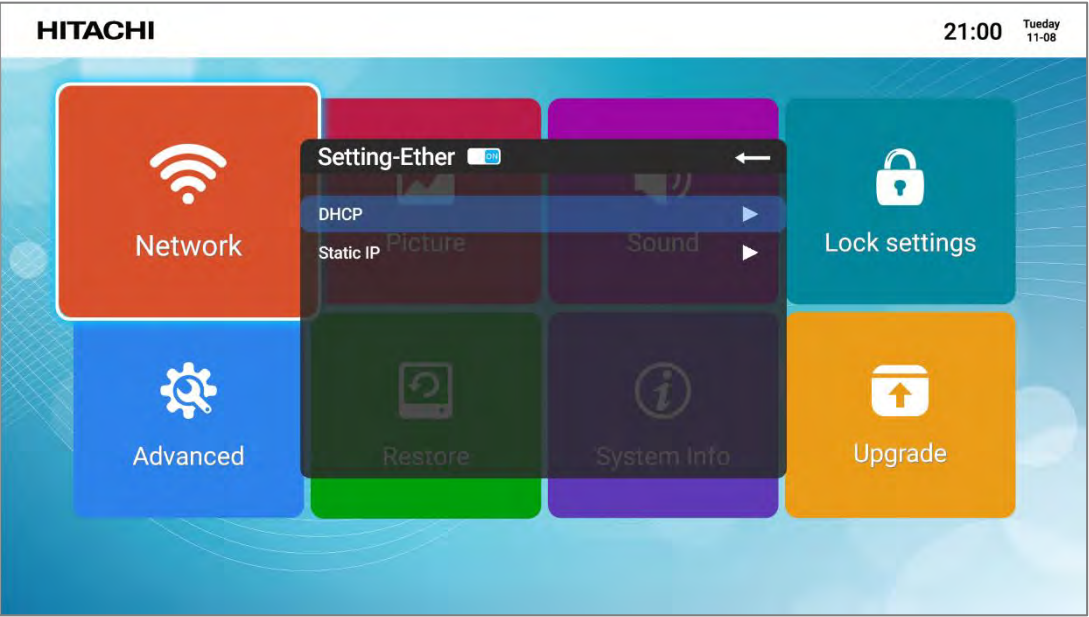 HITACHI
21:00
Tueday
11-08
Setting-Ether ON
DHCP
Static IP
Network
Picture
Sound
Lock settings
Advanced
Restore
System Info
Upgrade